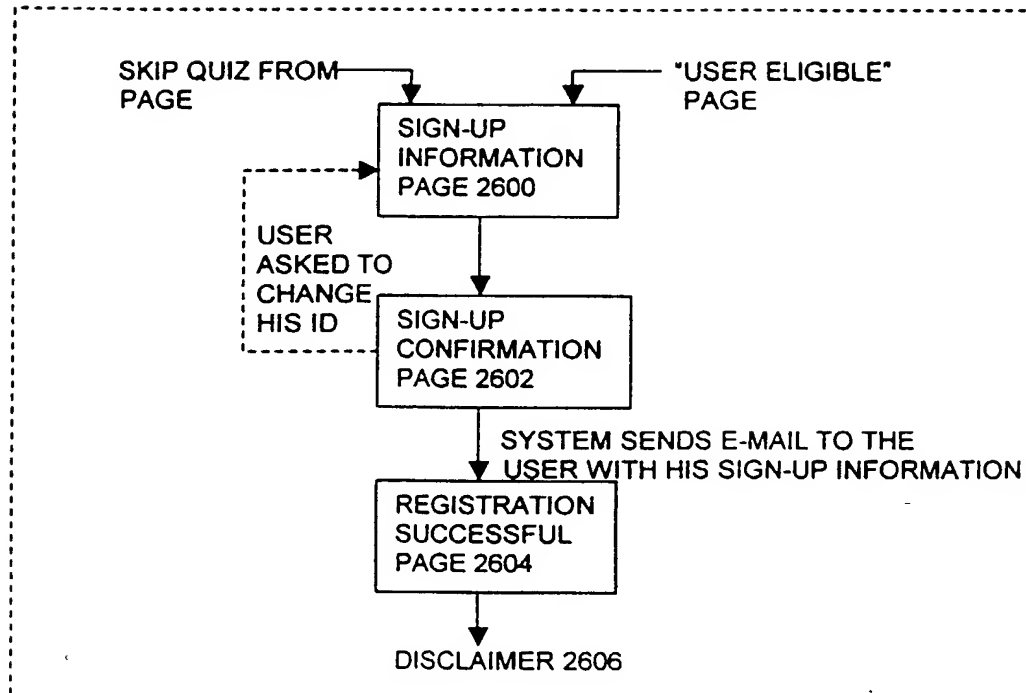 SKIP QUIZ FROM
PAGE
"USER ELIGIBLE"
PAGE
SIGN-UP
INFORMATION
PAGE 2600
USER
ASKED TO
CHANGE
HIS ID
SIGN-UP
CONFIRMATION
PAGE 2602
SYSTEM SENDS E-MAIL TO THE
USER WITH HIS SIGN-UP INFORMATION
REGISTRATION
SUCCESSFUL
PAGE 2604
DISCLAIMER 2606